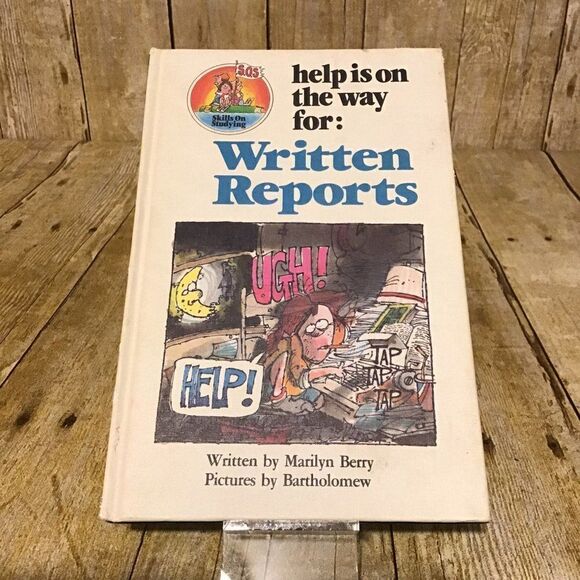 S.O.S
Skills On
Studying
help is on
the way
for:
Written
Reports
UGH!
HELP!
TAP
TAP
TAP
Written by Marilyn Berry
Pictures by Bartholomew